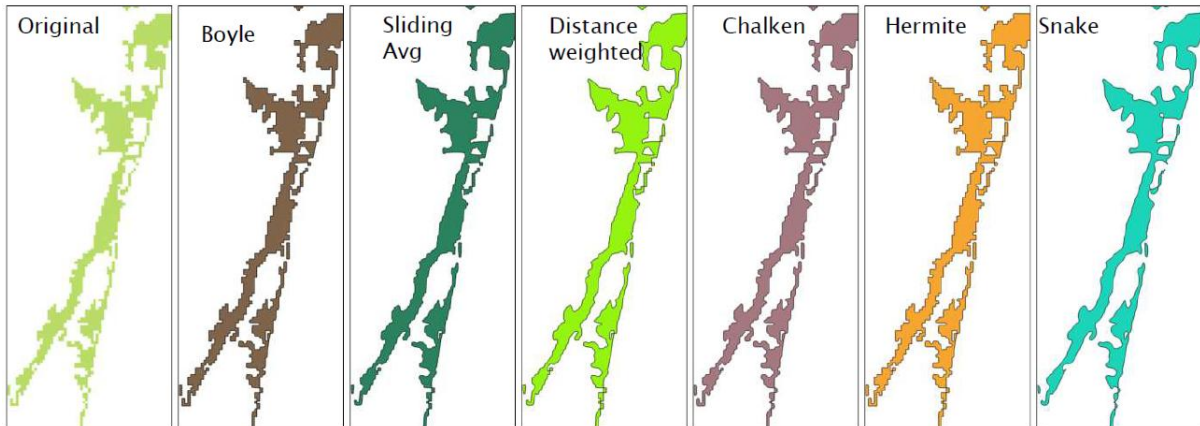 Original
Boyle
Sliding
Avg
Distance
weighted
Chalken
Hermite
Snake